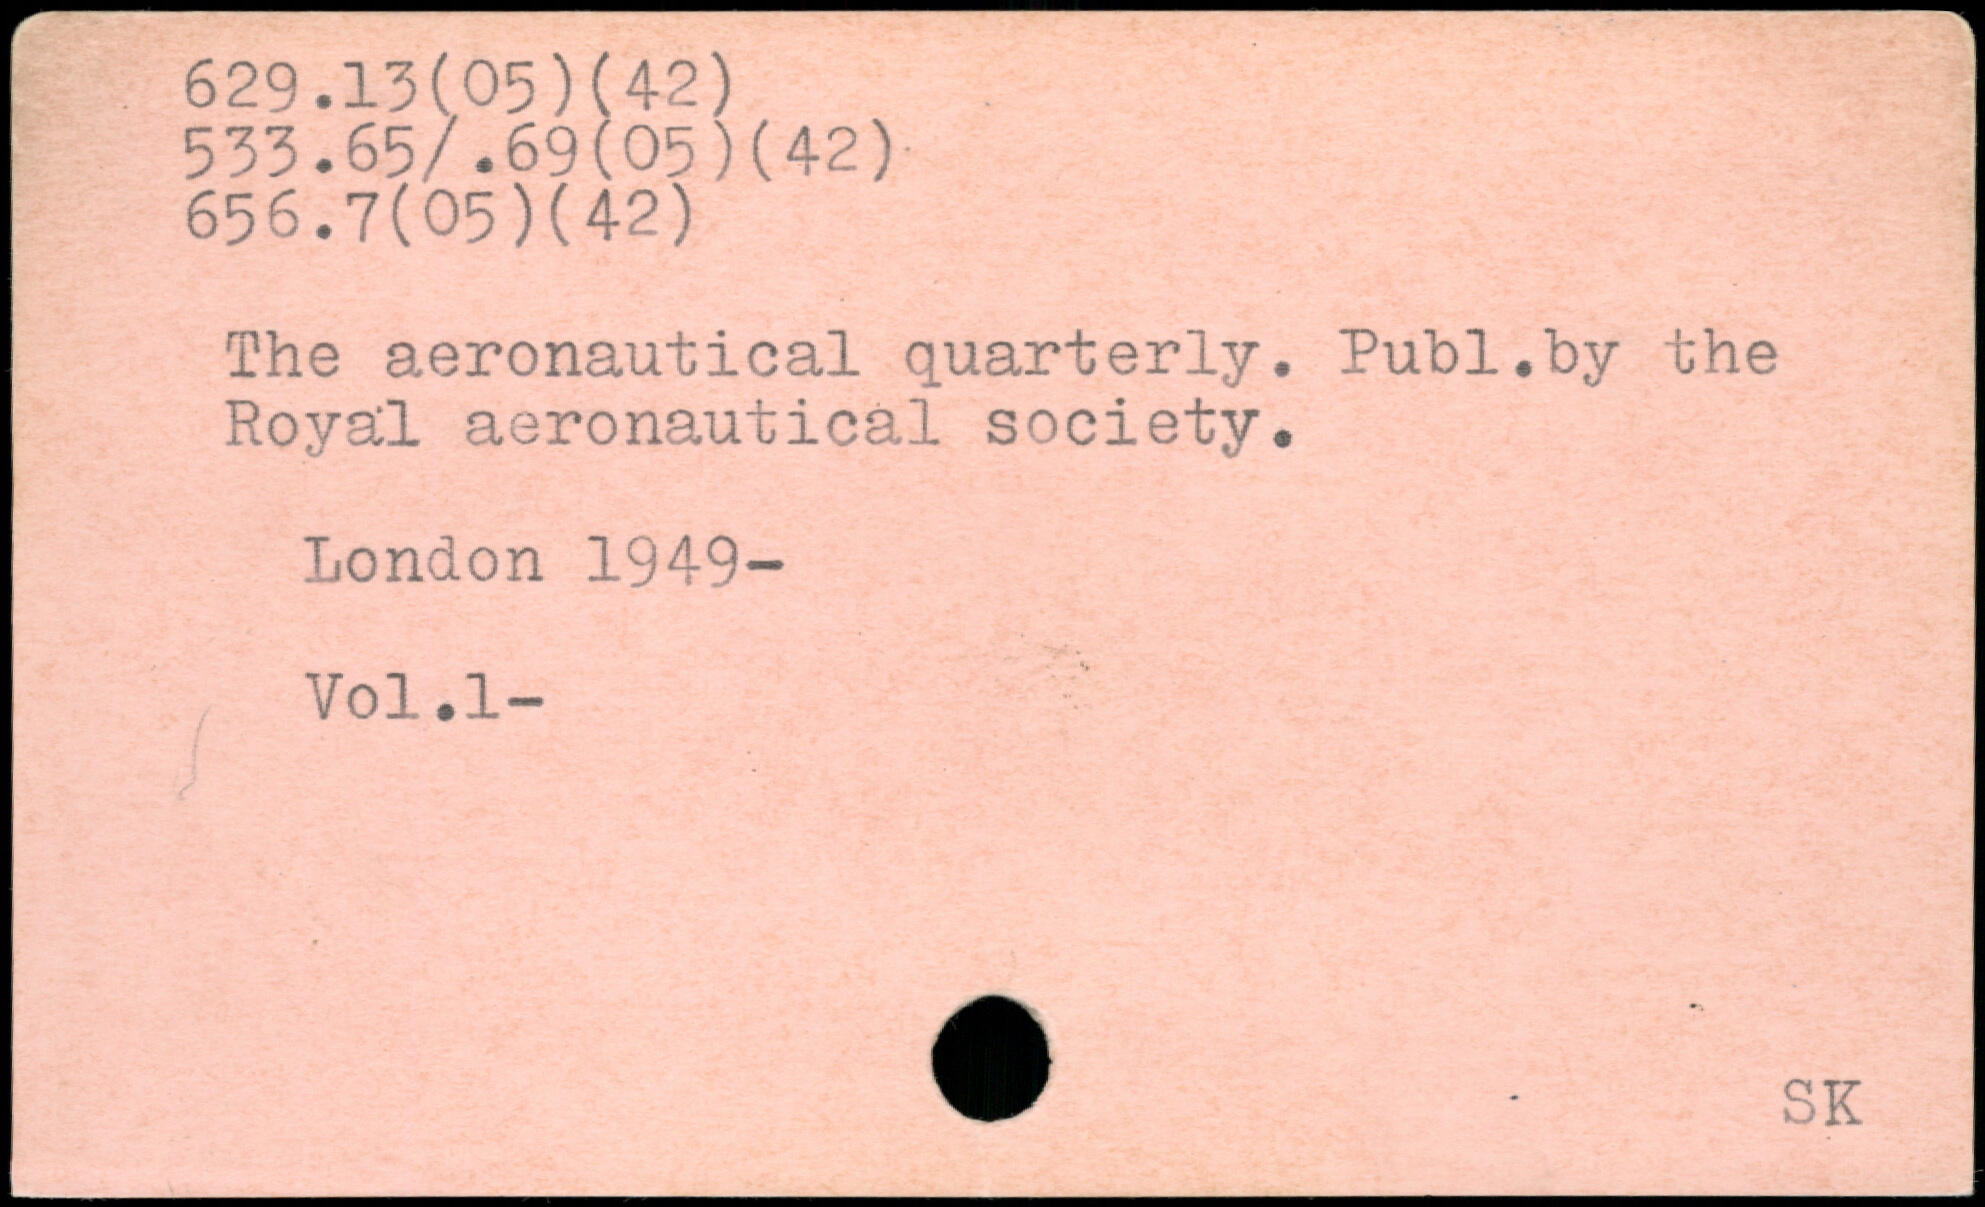 629.13(05)(42)
533.65/.69(05)(42)
656.7(05)(42)
The aeronautical quarterly. Publ.by the
Royal aeronautical society.
London 1949-
Vol.1-
SK